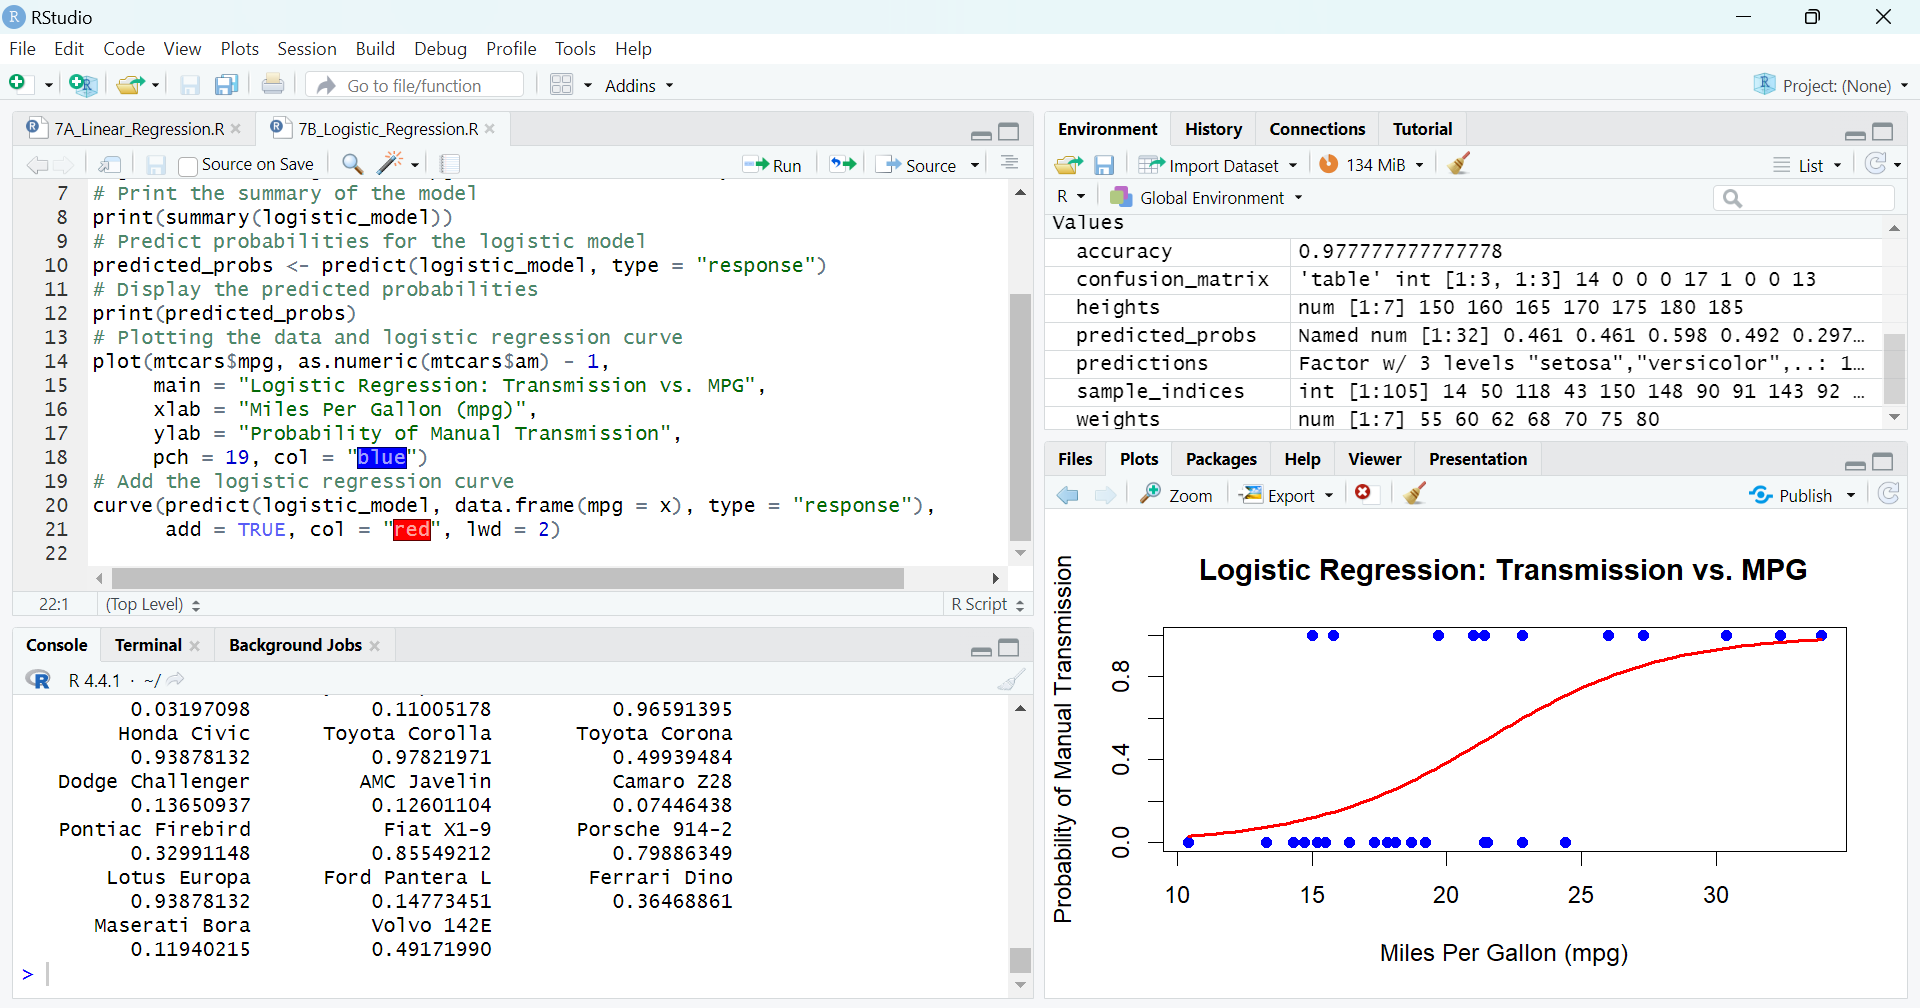 RStudio
File Edit Code View Plots Session Build Debug Profile Tools Help
Go to file/function Addins Project: (None)
7A_Linear_Regression.R 7B_Logistic_Regression.R
Source on Save Run Source
7 # Print the summary of the model
8 print(summary(logistic_model))
9 # Predict probabilities for the logistic model
10 predicted_probs <- predict(logistic_model, type = "response")
11 # Display the predicted probabilities
12 print(predicted_probs)
13 # Plotting the data and logistic regression curve
14 plot(mtcars$mpg, as.numeric(mtcars$am) - 1,
15 main = "Logistic Regression: Transmission vs. MPG",
16 xlab = "Miles Per Gallon (mpg)",
17 ylab = "Probability of Manual Transmission",
18 pch = 19, col = "blue")
19 # Add the logistic regression curve
20 curve(predict(logistic_model, data.frame(mpg = x), type = "response"),
21 add = TRUE, col = "red", lwd = 2)
22
22:1 (Top Level) R Script
Console Terminal Background Jobs
R 4.4.1 · ~/
0.03197098 0.11005178 0.96591395
Honda Civic Toyota Corolla Toyota Corona
0.93878132 0.97821971 0.49939484
Dodge Challenger AMC Javelin Camaro Z28
0.13650937 0.12601104 0.07446438
Pontiac Firebird Fiat X1-9 Porsche 914-2
0.32991148 0.85549212 0.79886349
Lotus Europa Ford Pantera L Ferrari Dino
0.93878132 0.14773451 0.36468861
Maserati Bora Volvo 142E
0.11940215 0.49171990
>
Environment History Connections Tutorial
Import Dataset 134 MiB List
R Global Environment
Values
accuracy 0.977777777777778
confusion_matrix 'table' int [1:3, 1:3] 14 0 0 0 17 1 0 0 13
heights num [1:7] 150 160 165 170 175 180 185
predicted_probs Named num [1:32] 0.461 0.461 0.598 0.492 0.297...
predictions Factor w/ 3 levels "setosa","versicolor",..: 1...
sample_indices int [1:105] 14 50 118 43 150 148 90 91 143 92 ...
weights num [1:7] 55 60 62 68 70 75 80
Files Plots Packages Help Viewer Presentation
Zoom Export Publish
Logistic Regression: Transmission vs. MPG
Probability of Manual Transmission
0.8
0.4
0.0
10 15 20 25 30
Miles Per Gallon (mpg)